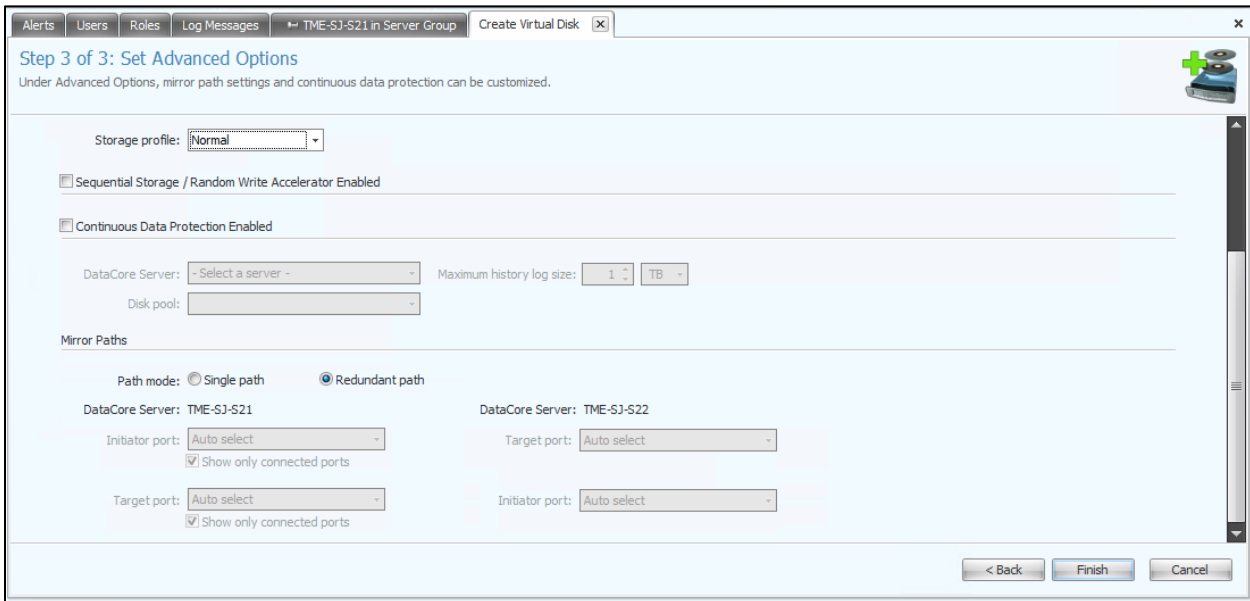 Alerts Users Roles Log Messages TME-SJ-S21 in Server Group Create Virtual Disk
Step 3 of 3: Set Advanced Options
Under Advanced Options, mirror path settings and continuous data protection can be customized.
Storage profile: Normal
Sequential Storage / Random Write Accelerator Enabled
Continuous Data Protection Enabled
DataCore Server: - Select a server - Maximum history log size: 1 TB
Disk pool:
Mirror Paths
Path mode: Single path Redundant path
DataCore Server: TME-SJ-S21 DataCore Server: TME-SJ-S22
Initiator port: Auto select Target port: Auto select
Show only connected ports
Target port: Auto select Initiator port: Auto select
Show only connected ports
< Back Finish Cancel